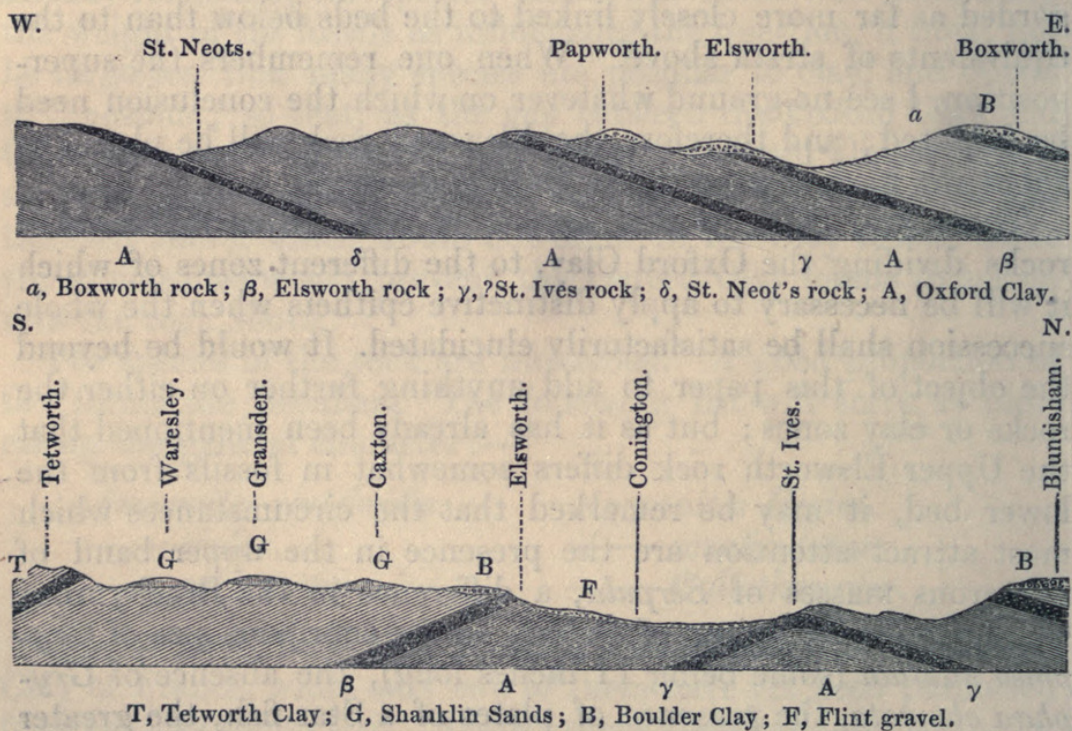 W. E.
St. Neots. Papworth. Elsworth. Boxworth.
a B
A δ A γ A β
a, Boxworth rock; β, Elsworth rock; γ, ?St. Ives rock; δ, St. Neot's rock; A, Oxford Clay.
S. N.
Tetworth. Waresley. Gransden. Caxton. Elsworth. Conington. St. Ives. Bluntisham.
T G G G B F B
β A γ A γ
T, Tetworth Clay; G, Shanklin Sands; B, Boulder Clay; F, Flint gravel.